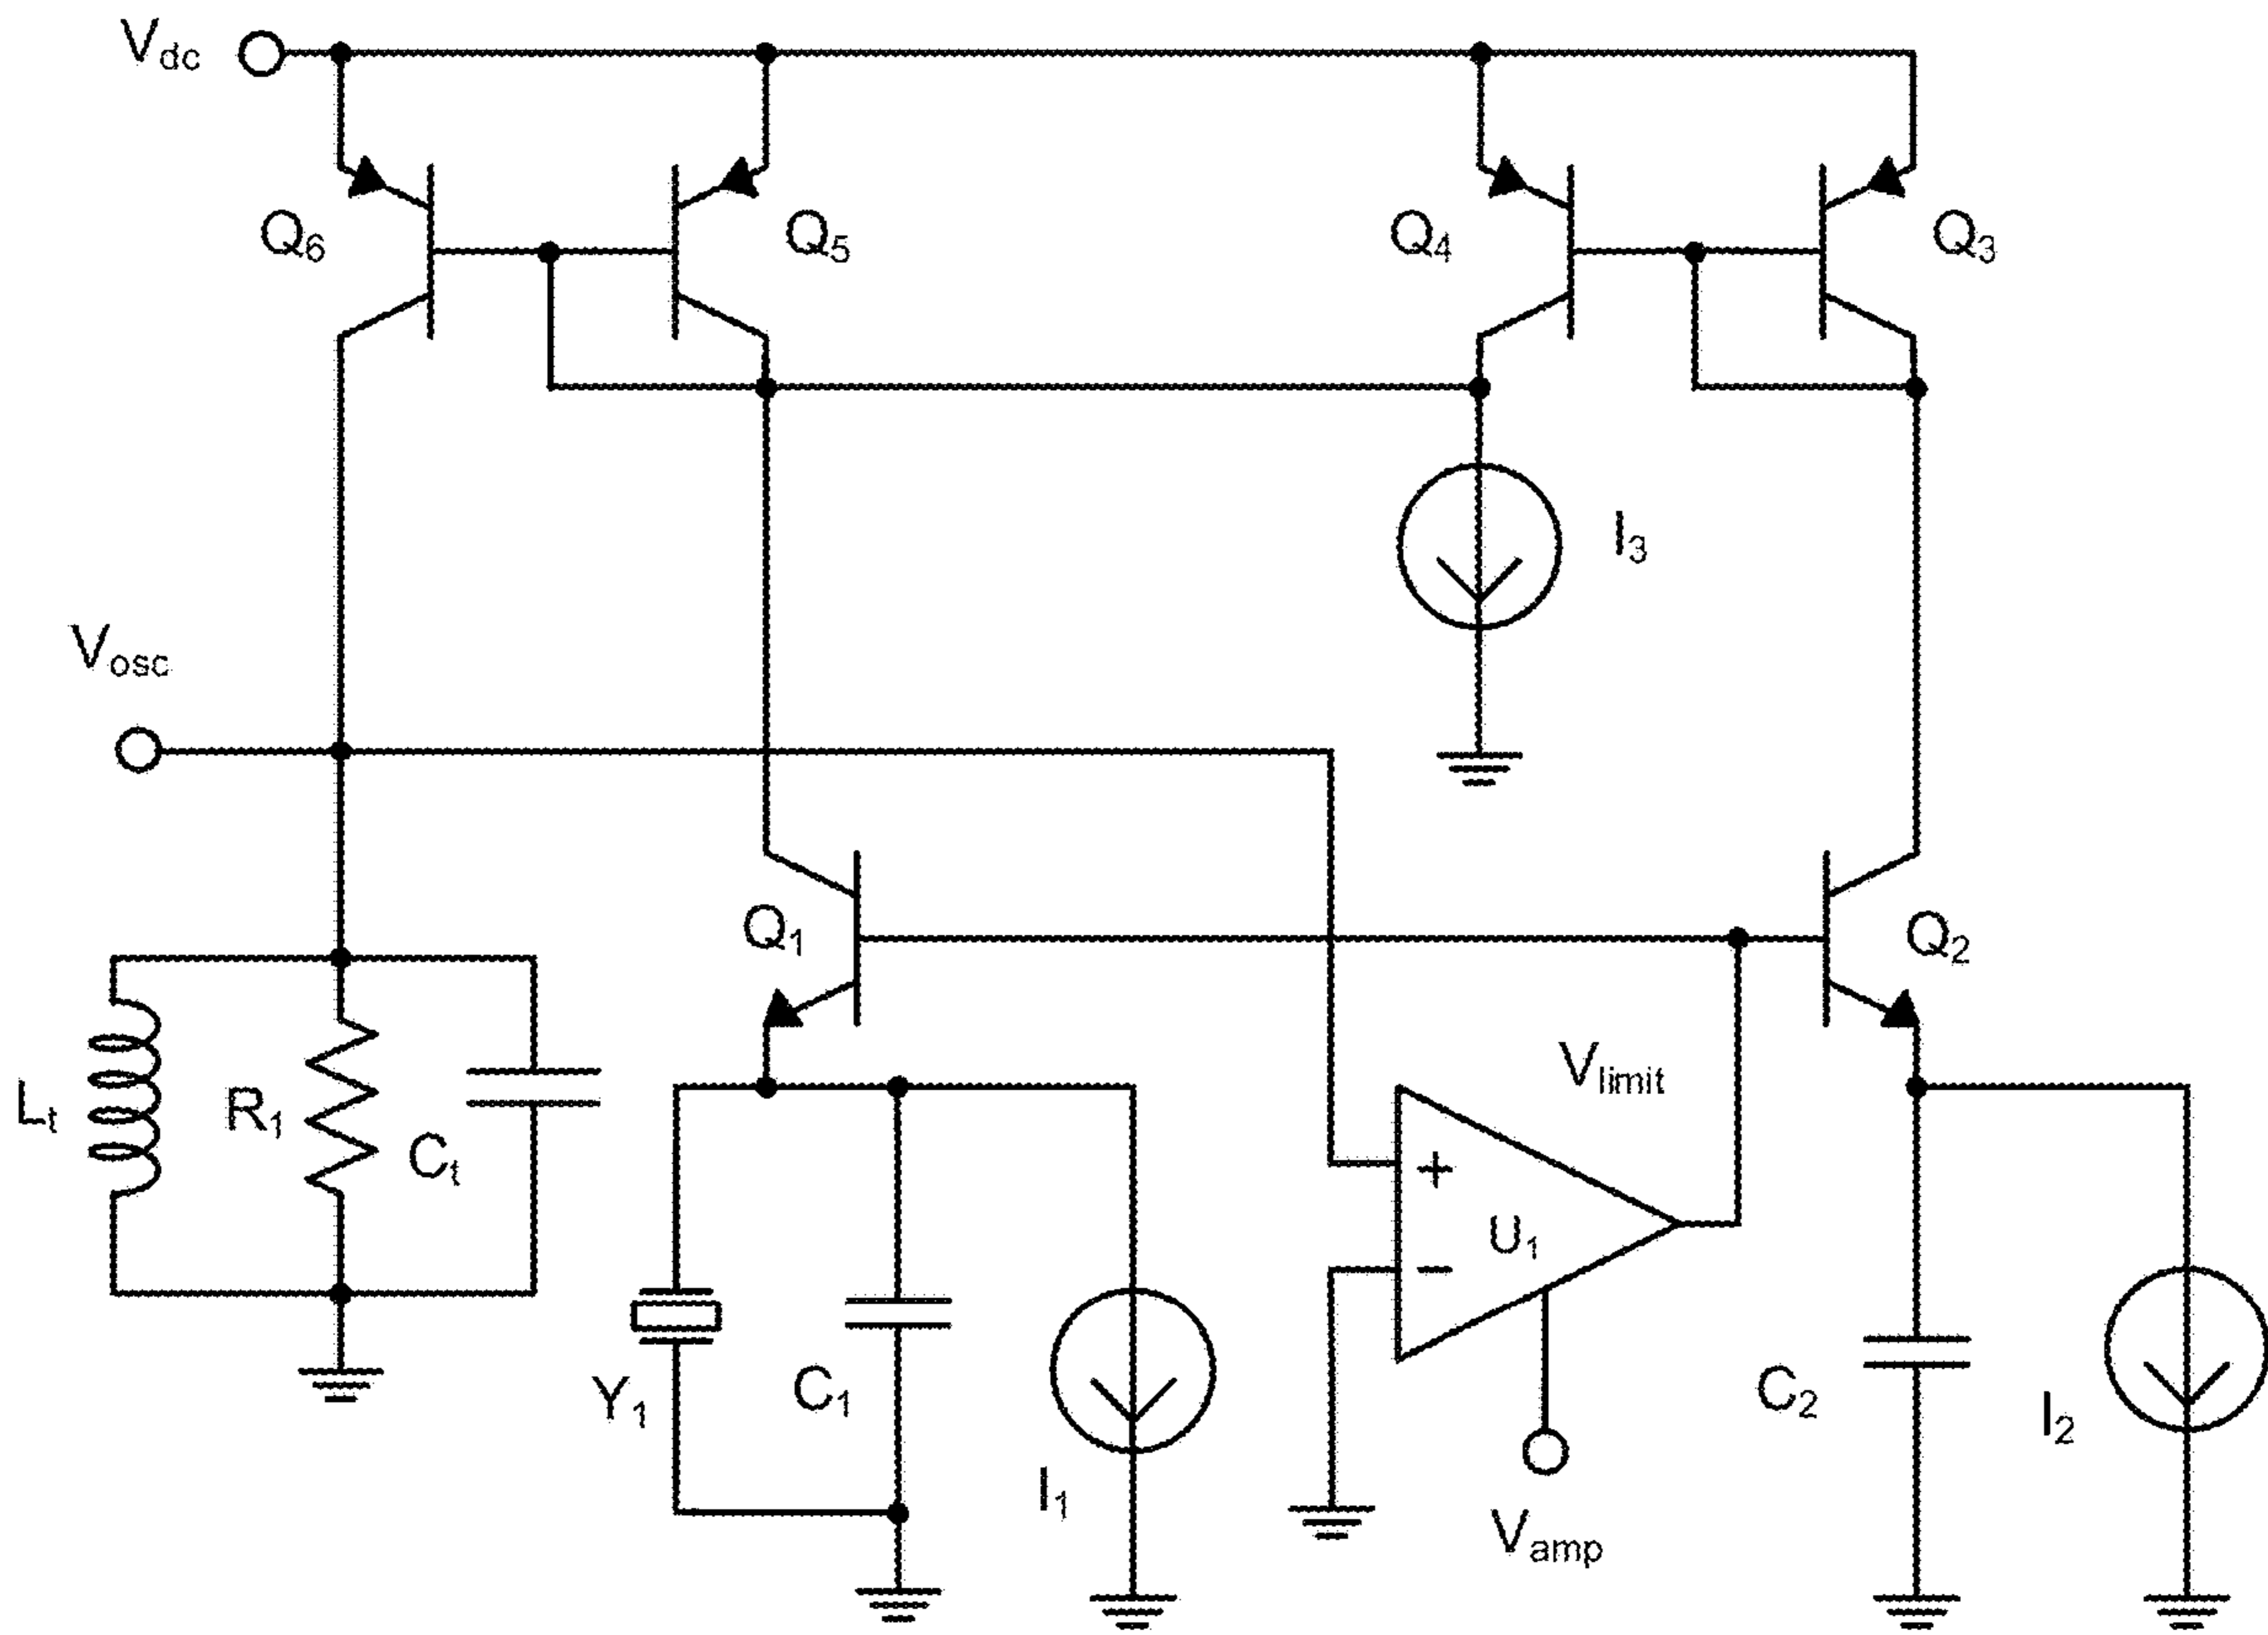 Vdc
Q6
Q5
Q4
Q3
I3
Vosc
Q1
Q2
Vlimit
Lt
R1
Ct
+
U1
−
Y1
C1
I1
C2
I2
Vamp